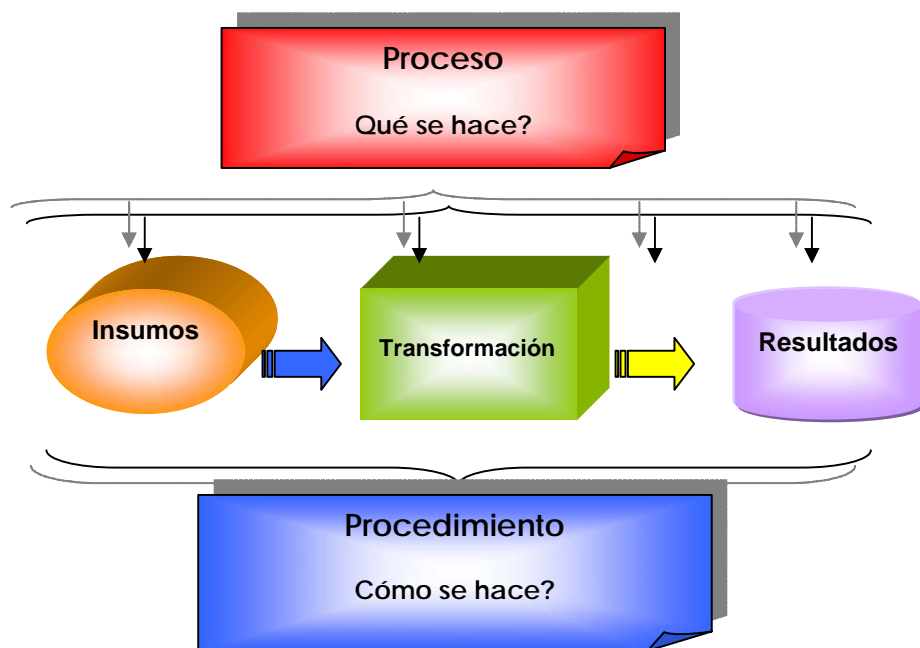 Proceso
Qué se hace?
Insumos
Transformación
Resultados
Procedimiento
Cómo se hace?